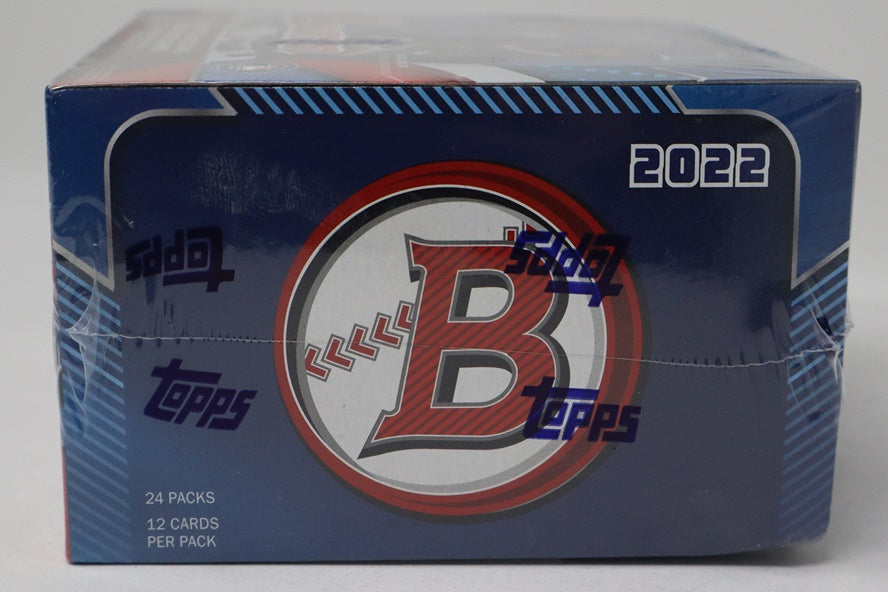 2022
Topps
Topps
B
Topps
Topps
24 PACKS
12 CARDS
PER PACK